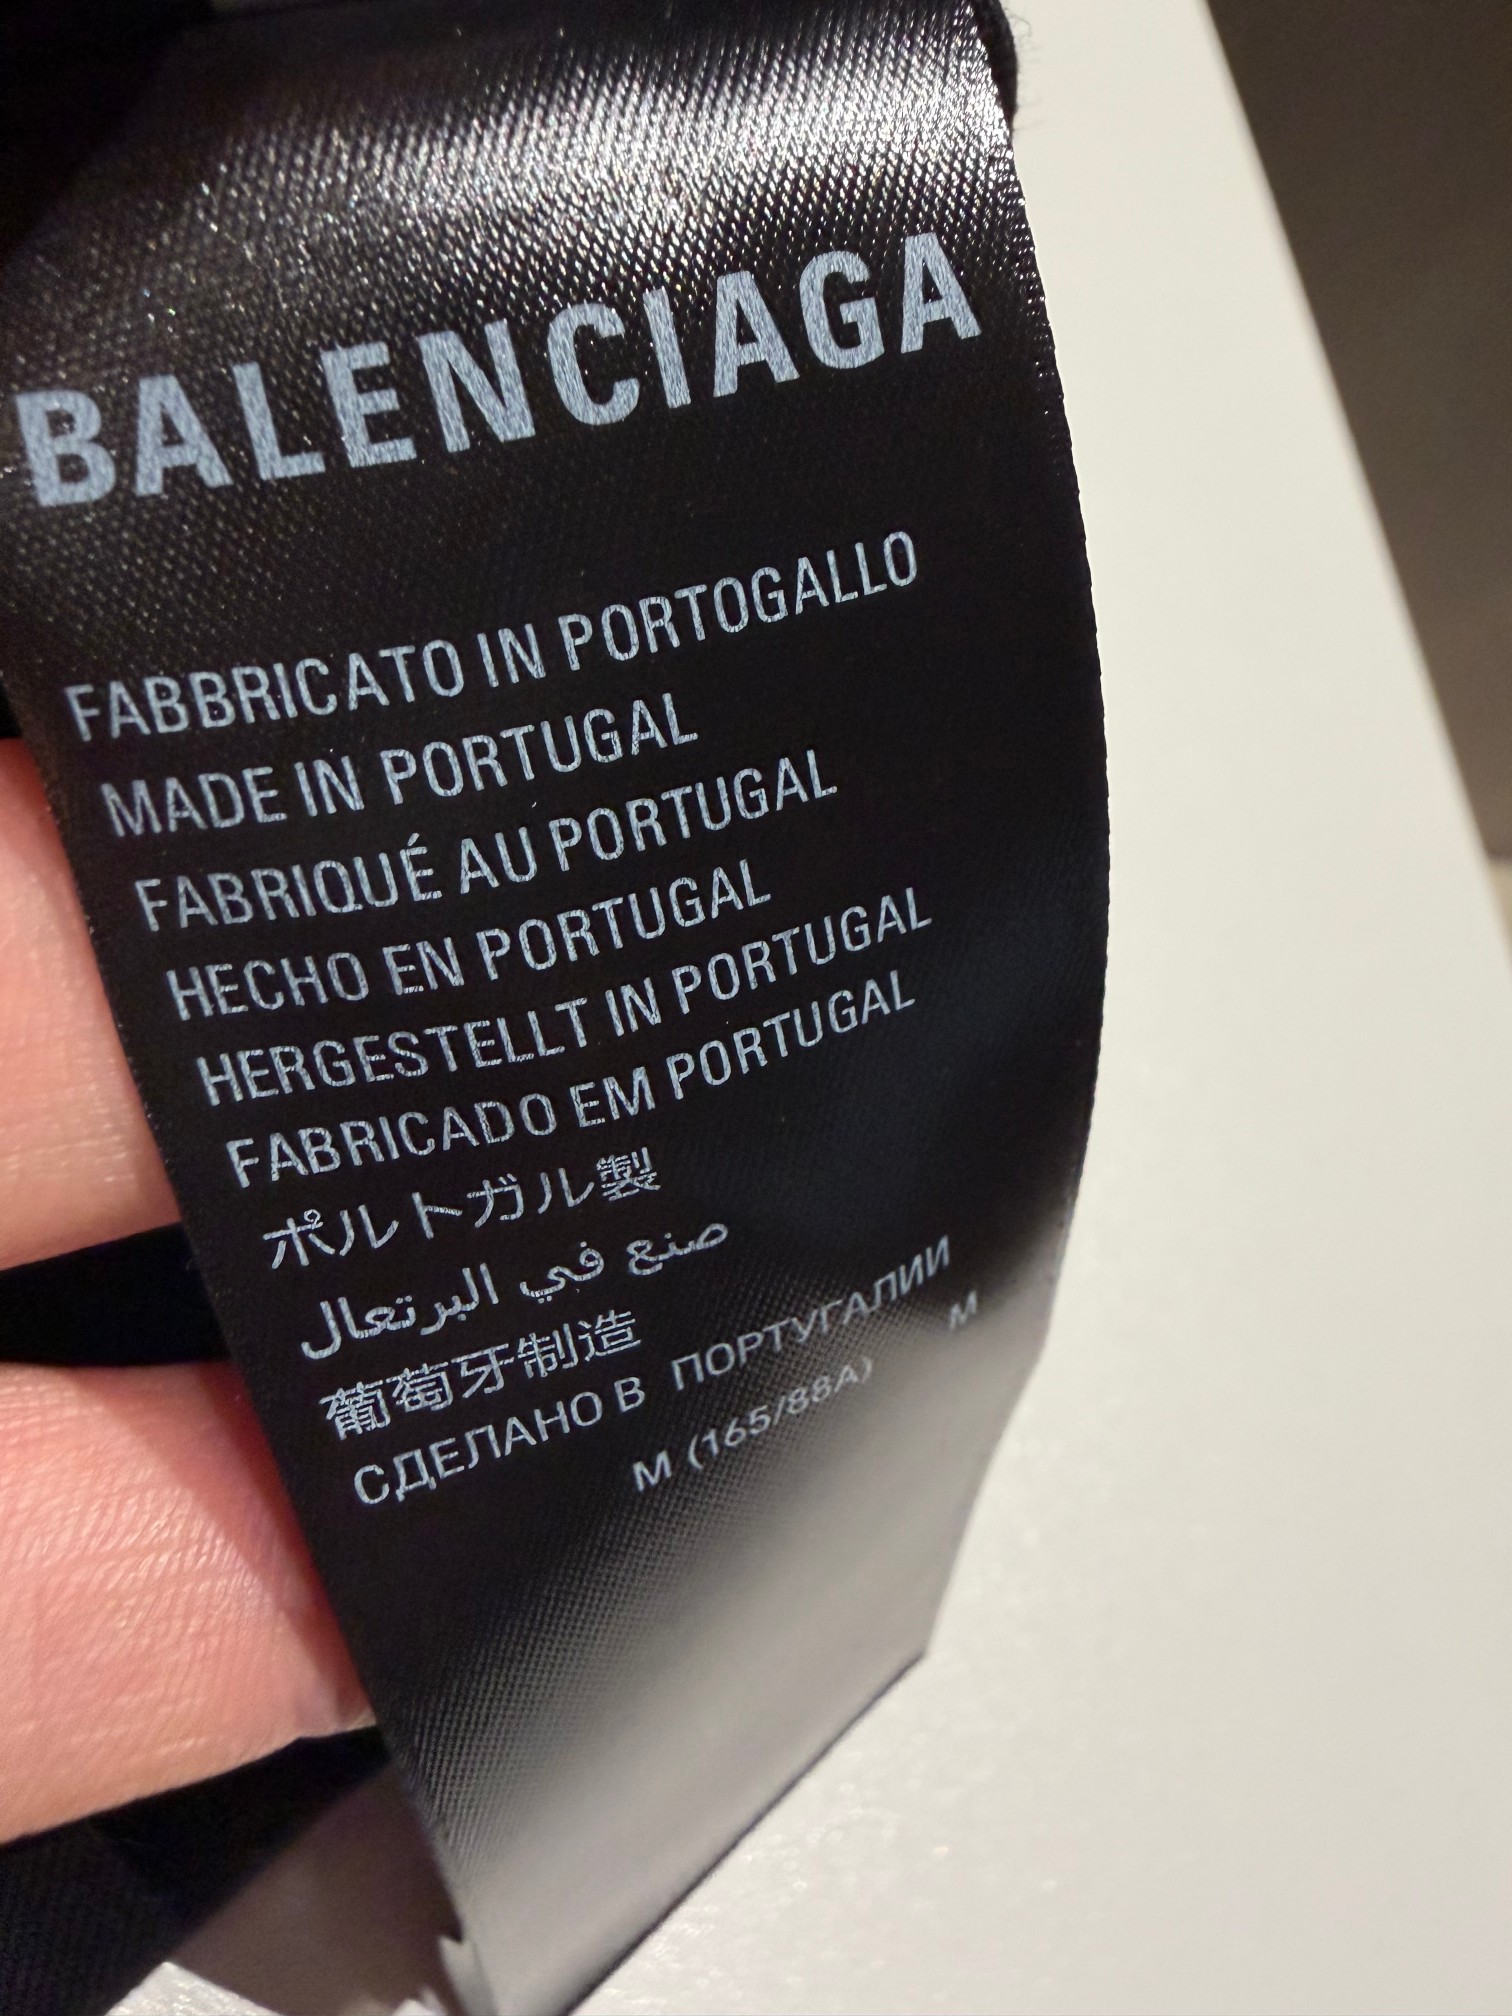 BALENCIAGA
FABBRICATO IN PORTOGALLO
MADE IN PORTUGAL
FABRIQUÉ AU PORTUGAL
HECHO EN PORTUGAL
HERGESTELLT IN PORTUGAL
FABRICADO EM PORTUGAL
ポルトガル製
صنع في البرتغال
葡萄牙制造
СДЕЛАНО В ПОРТУГАЛИИ
M
M (165/88A)